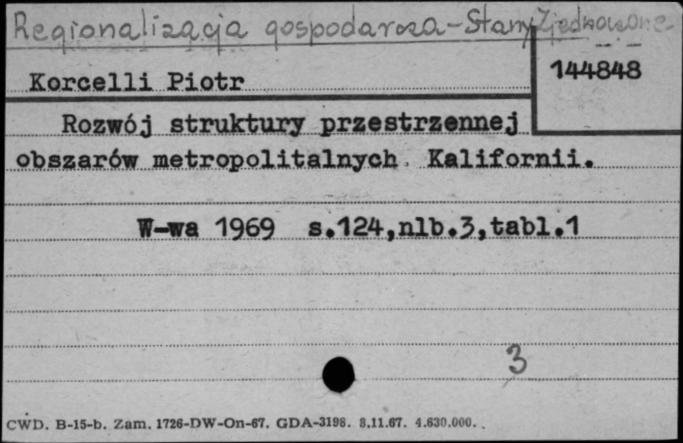 Regionalizacja gospodarcza - Stany Zjednoczone
Korcelli Piotr
144848
Rozwój struktury przestrzennej
obszarów metropolitalnych Kalifornii.
W-wa 1969 s.124,nlb.3,tabl.1
3
CWD. B-15-b. Zam. 1726-DW-On-67. GDA-3198. 8.11.67. 4.630.000.